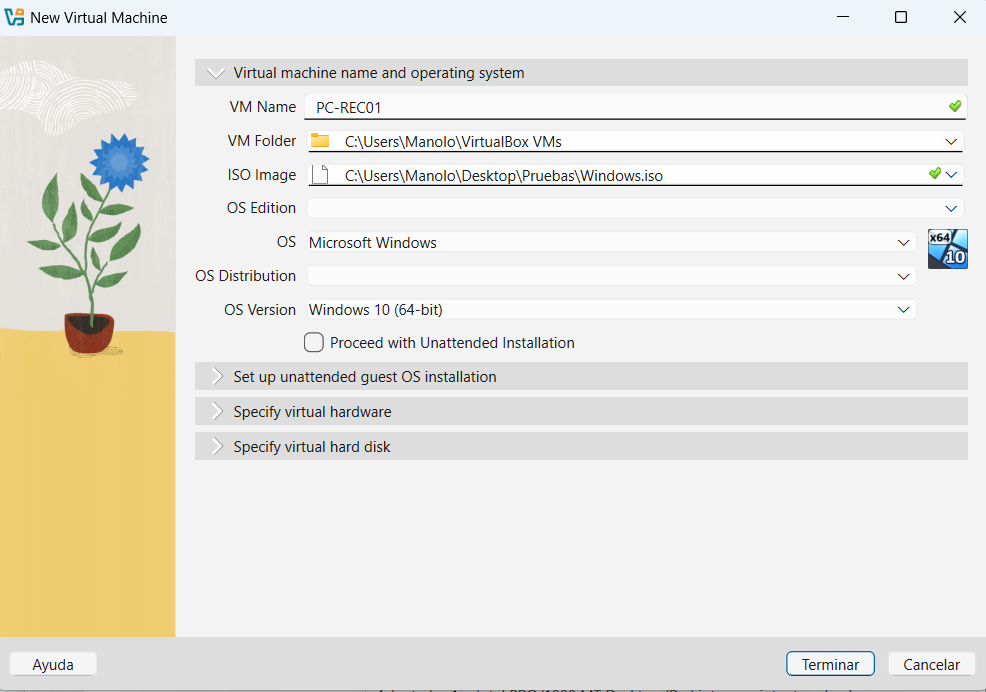 New Virtual Machine
Virtual machine name and operating system
VM Name PC-REC01
VM Folder C:\Users\Manolo\VirtualBox VMs
ISO Image C:\Users\Manolo\Desktop\Pruebas\Windows.iso
OS Edition
OS Microsoft Windows
x64
10
OS Distribution
OS Version Windows 10 (64-bit)
Proceed with Unattended Installation
Set up unattended guest OS installation
Specify virtual hardware
Specify virtual hard disk
Ayuda Terminar Cancelar